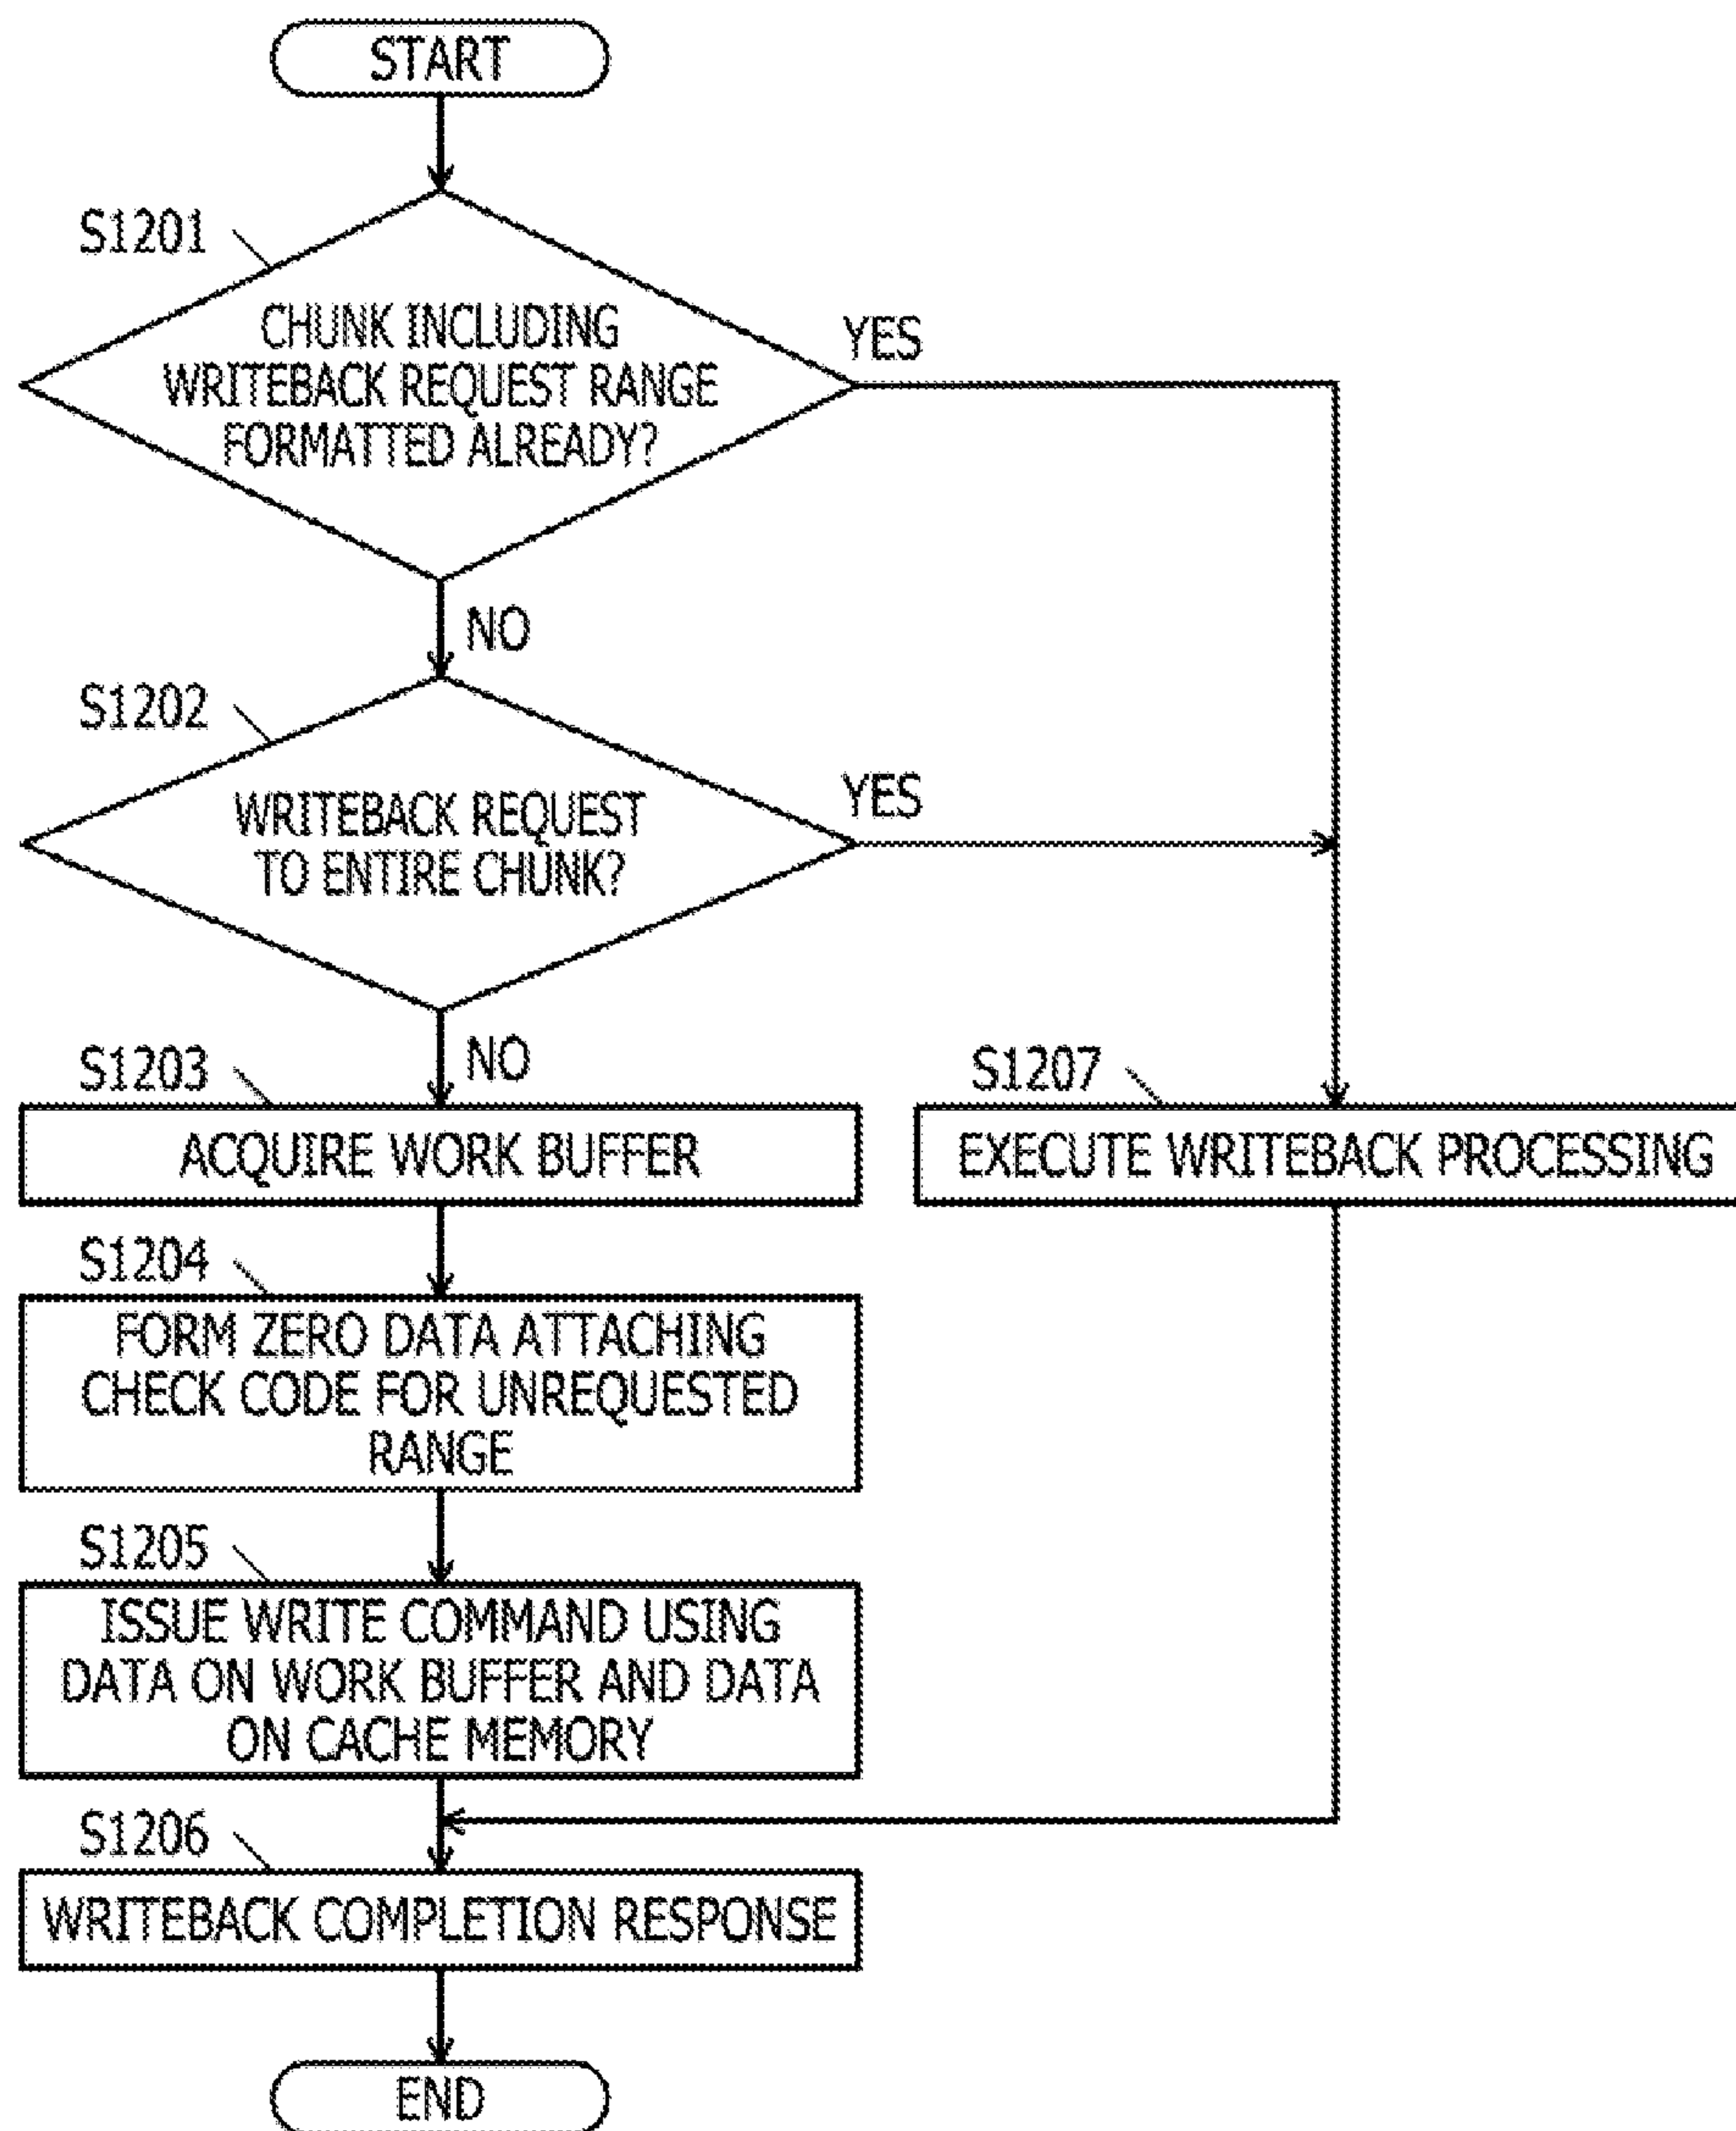 START
S1201
CHUNK INCLUDING
WRITEBACK REQUEST RANGE
FORMATTED ALREADY?
YES
NO
S1202
WRITEBACK REQUEST
TO ENTIRE CHUNK?
YES
NO
S1203
ACQUIRE WORK BUFFER
S1207
EXECUTE WRITEBACK PROCESSING
S1204
FORM ZERO DATA ATTACHING
CHECK CODE FOR UNREQUESTED
RANGE
S1205
ISSUE WRITE COMMAND USING
DATA ON WORK BUFFER AND DATA
ON CACHE MEMORY
S1206
WRITEBACK COMPLETION RESPONSE
END